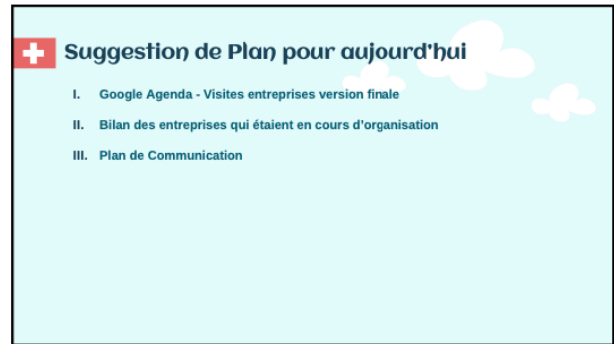 Suggestion de Plan pour aujourd'hui
I. Google Agenda - Visites entreprises version finale
II. Bilan des entreprises qui étaient en cours d’organisation
III. Plan de Communication